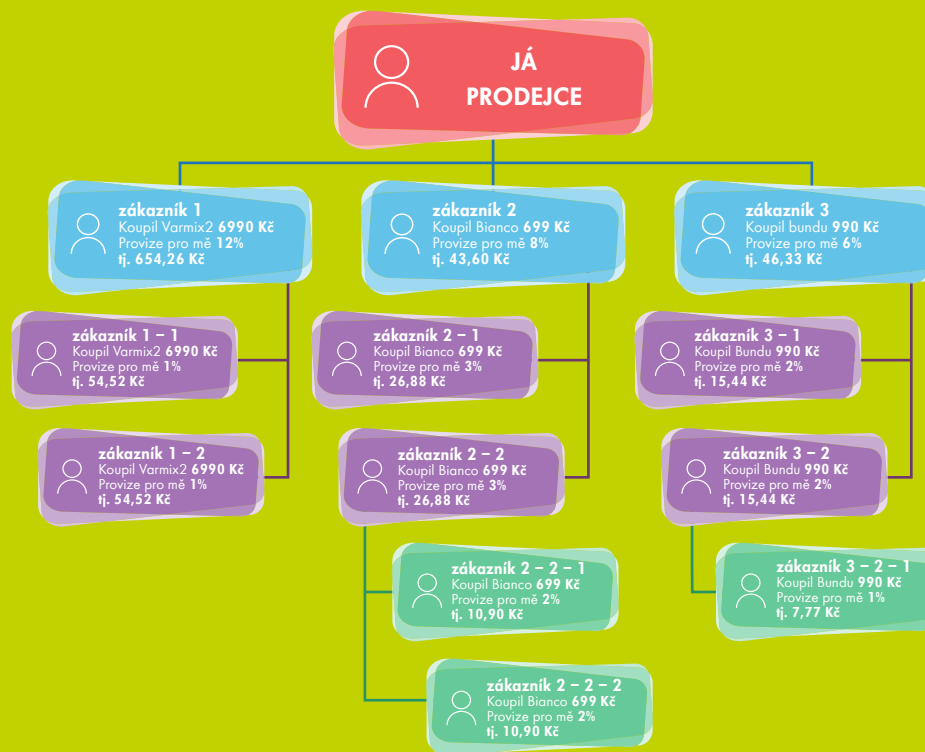 JÁ
PRODEJCE
zákazník 1
Koupil Varmix2 6990 Kč
Provize pro mě 12%
tj. 654,26 Kč
zákazník 2
Koupil Bianco 699 Kč
Provize pro mě 8%
tj. 43,60 Kč
zákazník 3
Koupil bundu 990 Kč
Provize pro mě 6%
tj. 46,33 Kč
zákazník 1 – 1
Koupil Varmix2 6990 Kč
Provize pro mě 1%
tj. 54,52 Kč
zákazník 2 – 1
Koupil Bianco 699 Kč
Provize pro mě 3%
tj. 26,88 Kč
zákazník 3 – 1
Koupil Bundu 990 Kč
Provize pro mě 2%
tj. 15,44 Kč
zákazník 1 – 2
Koupil Varmix2 6990 Kč
Provize pro mě 1%
tj. 54,52 Kč
zákazník 2 – 2
Koupil Bianco 699 Kč
Provize pro mě 3%
tj. 26,88 Kč
zákazník 3 – 2
Koupil Bundu 990 Kč
Provize pro mě 2%
tj. 15,44 Kč
zákazník 2 – 2 – 1
Koupil Bianco 699 Kč
Provize pro mě 2%
tj. 10,90 Kč
zákazník 3 – 2 – 1
Koupil Bundu 990 Kč
Provize pro mě 1%
tj. 7,77 Kč
zákazník 2 – 2 – 2
Koupil Bianco 699 Kč
Provize pro mě 2%
tj. 10,90 Kč